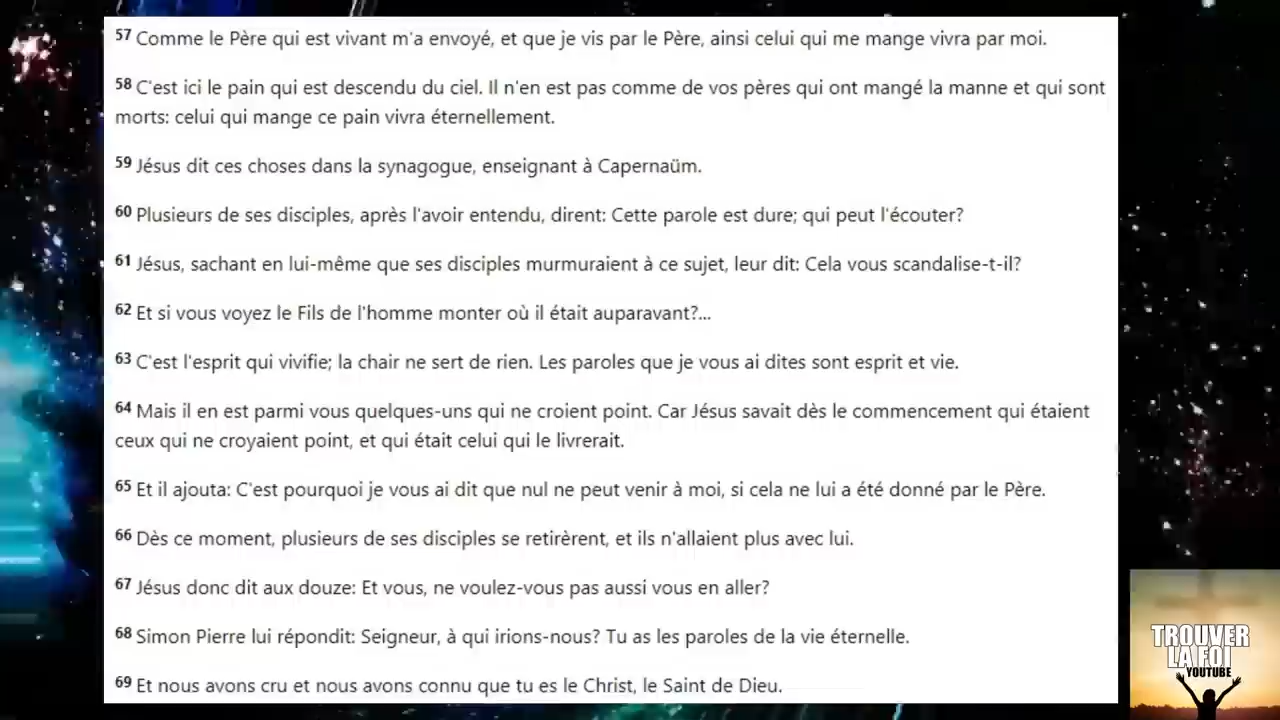 57 Comme le Père qui est vivant m'a envoyé, et que je vis par le Père, ainsi celui qui me mange vivra par moi.
58 C'est ici le pain qui est descendu du ciel. Il n'en est pas comme de vos pères qui ont mangé la manne et qui sont
morts: celui qui mange ce pain vivra éternellement.
59 Jésus dit ces choses dans la synagogue, enseignant à Capernaüm.
60 Plusieurs de ses disciples, après l'avoir entendu, dirent: Cette parole est dure; qui peut l'écouter?
61 Jésus, sachant en lui-même que ses disciples murmuraient à ce sujet, leur dit: Cela vous scandalise-t-il?
62 Et si vous voyez le Fils de l'homme monter où il était auparavant?...
63 C'est l'esprit qui vivifie; la chair ne sert de rien. Les paroles que je vous ai dites sont esprit et vie.
64 Mais il en est parmi vous quelques-uns qui ne croient point. Car Jésus savait dès le commencement qui étaient
ceux qui ne croyaient point, et qui était celui qui le livrerait.
65 Et il ajouta: C'est pourquoi je vous ai dit que nul ne peut venir à moi, si cela ne lui a été donné par le Père.
66 Dès ce moment, plusieurs de ses disciples se retirèrent, et ils n'allaient plus avec lui.
67 Jésus donc dit aux douze: Et vous, ne voulez-vous pas aussi vous en aller?
68 Simon Pierre lui répondit: Seigneur, à qui irions-nous? Tu as les paroles de la vie éternelle.
69 Et nous avons cru et nous avons connu que tu es le Christ, le Saint de Dieu.
TROUVER
LA FOI
YOUTUBE